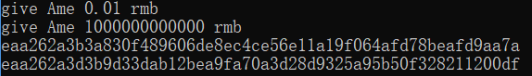 give Ame 0.01 rmb
give Ame 1000000000000 rmb
eaa262a3b3a830f489606de8ec4ce56e11a19f064afd78beafd9aa7a
eaa262a3d3b9d33dab12bea9fa70a3d28d9325a95b50f328211200df